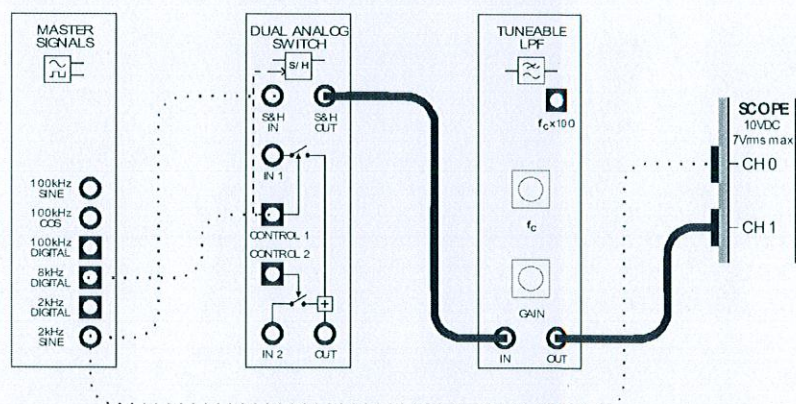 MASTER
SIGNALS
100kHz
SINE
100kHz
COS
100kHz
DIGITAL
8kHz
DIGITAL
2kHz
DIGITAL
2kHz
SINE
DUAL ANALOG
SWITCH
S/H
S&H
IN
S&H
OUT
IN 1
CONTROL 1
CONTROL 2
IN 2
OUT
TUNEABLE
LPF
fCx100
fC
GAIN
IN
OUT
SCOPE
10VDC
7Vrms max
CH 0
CH 1